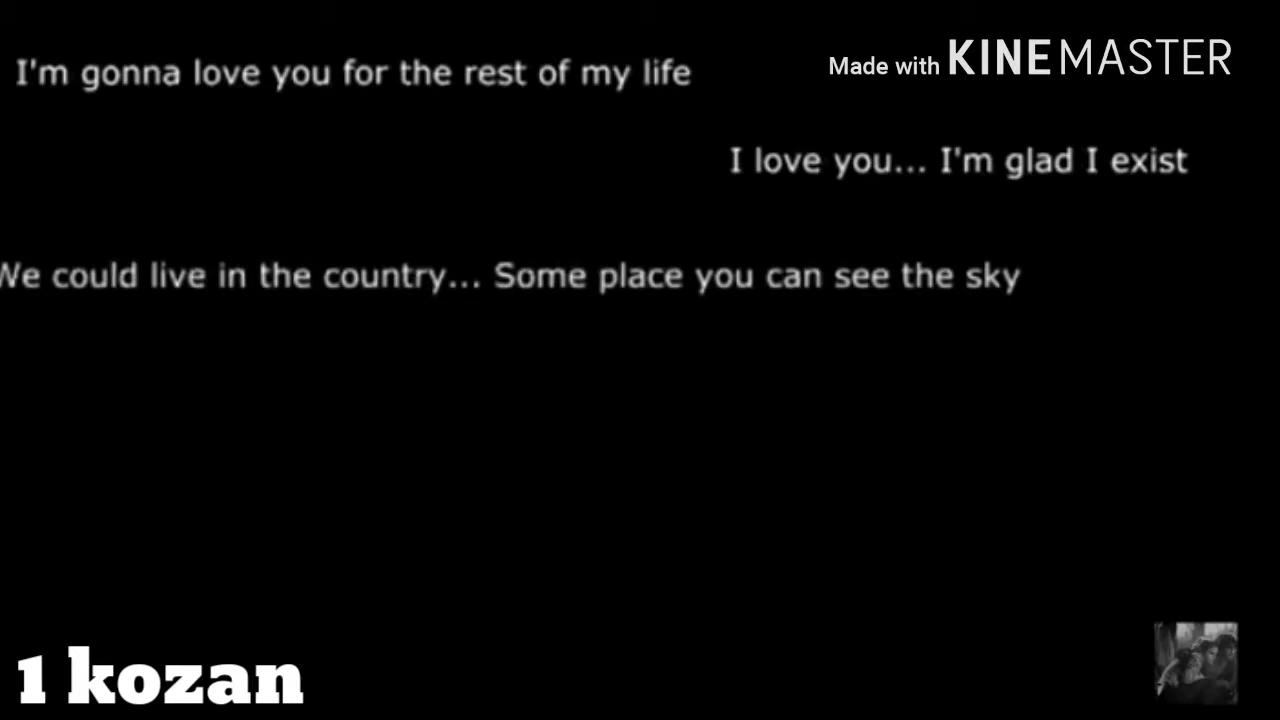 I'm gonna love you for the rest of my life
Made with KINEMASTER
I love you... I'm glad I exist
We could live in the country... Some place you can see the sky
1 kozan